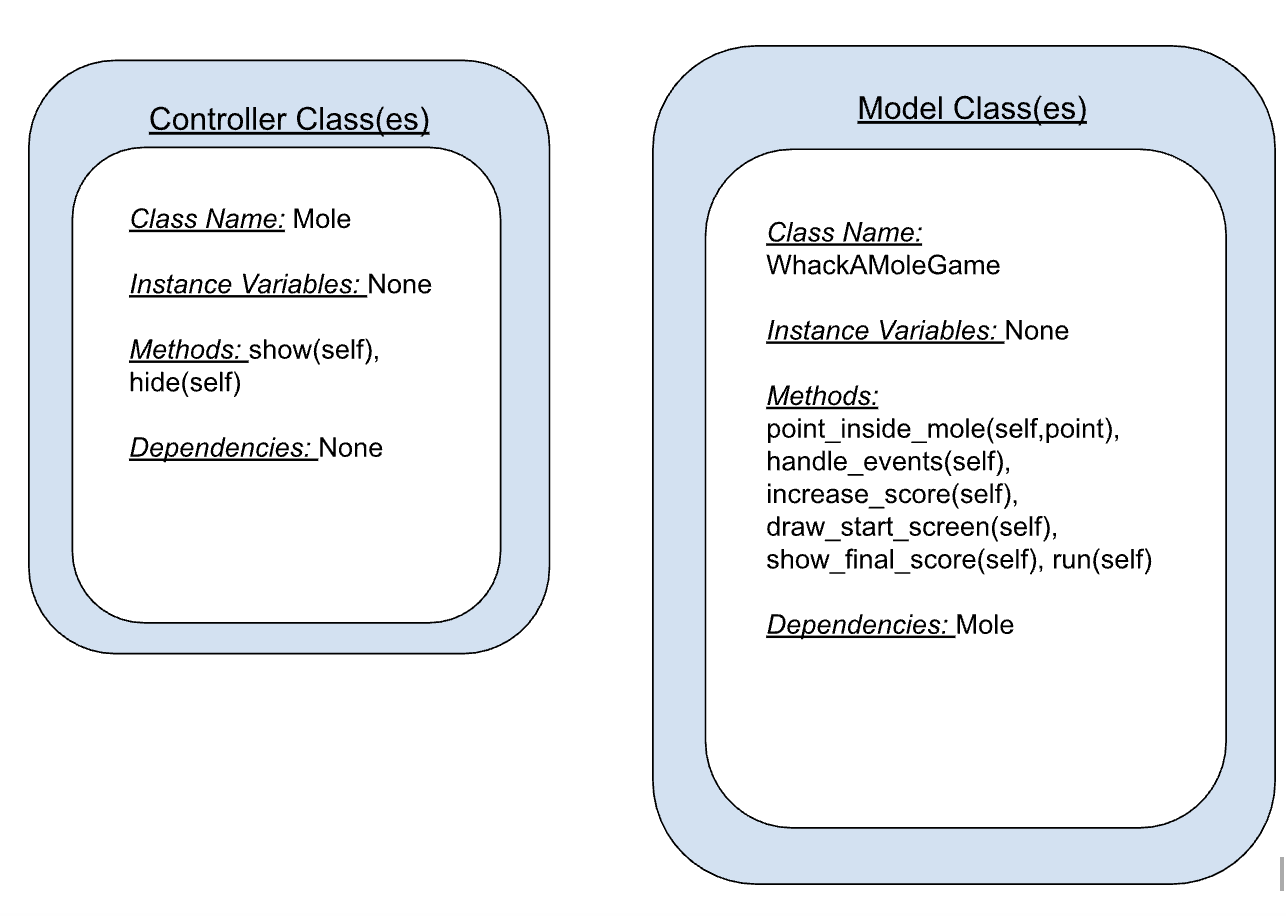 Controller Class(es)
Class Name: Mole
Instance Variables: None
Methods: show(self),
hide(self)
Dependencies: None
Model Class(es)
Class Name:
WhackAMoleGame
Instance Variables: None
Methods:
point_inside_mole(self,point),
handle_events(self),
increase_score(self),
draw_start_screen(self),
show_final_score(self), run(self)
Dependencies: Mole